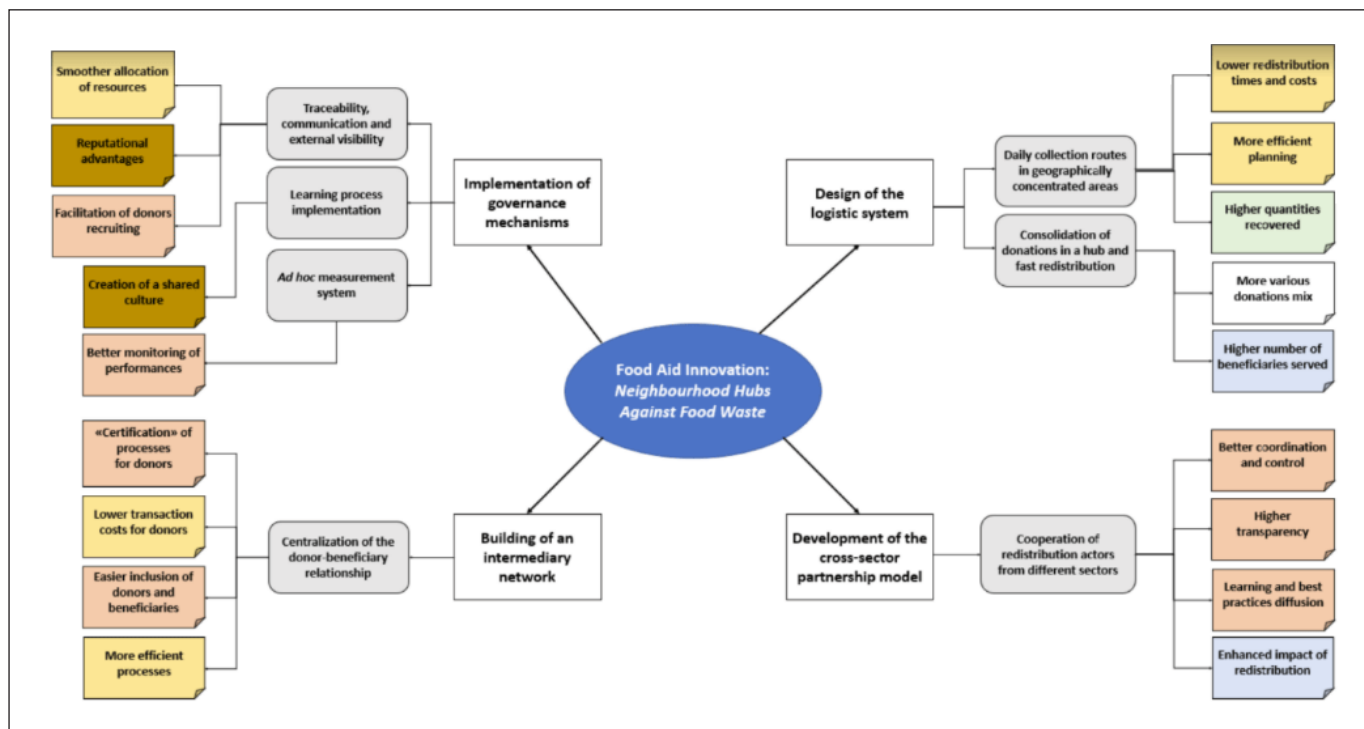 Smoother allocation
of resources
Reputational
advantages
Facilitation of donors
recruiting
Creation of a shared
culture
Better monitoring of
performances
Traceability,
communication and
external visibility
Learning process
implementation
Ad hoc measurement
system
Implementation of
governance
mechanisms
Design of the
logistic system
Daily collection routes
in geographically
concentrated areas
Consolidation of
donations in a hub and
fast redistribution
Lower redistribution
times and costs
More efficient
planning
Higher quantities
recovered
More various
donations mix
Higher number of
beneficiaries served
Food Aid Innovation:
Neighbourhood Hubs
Against Food Waste
«Certification» of
processes
for donors
Lower transaction
costs for donors
Easier inclusion of
donors and
beneficiaries
More efficient
processes
Centralization of the
donor-beneficiary
relationship
Building of an
intermediary
network
Development of the
cross-sector
partnership model
Cooperation of
redistribution actors
from different sectors
Better coordination
and control
Higher
transparency
Learning and best
practices diffusion
Enhanced impact of
redistribution